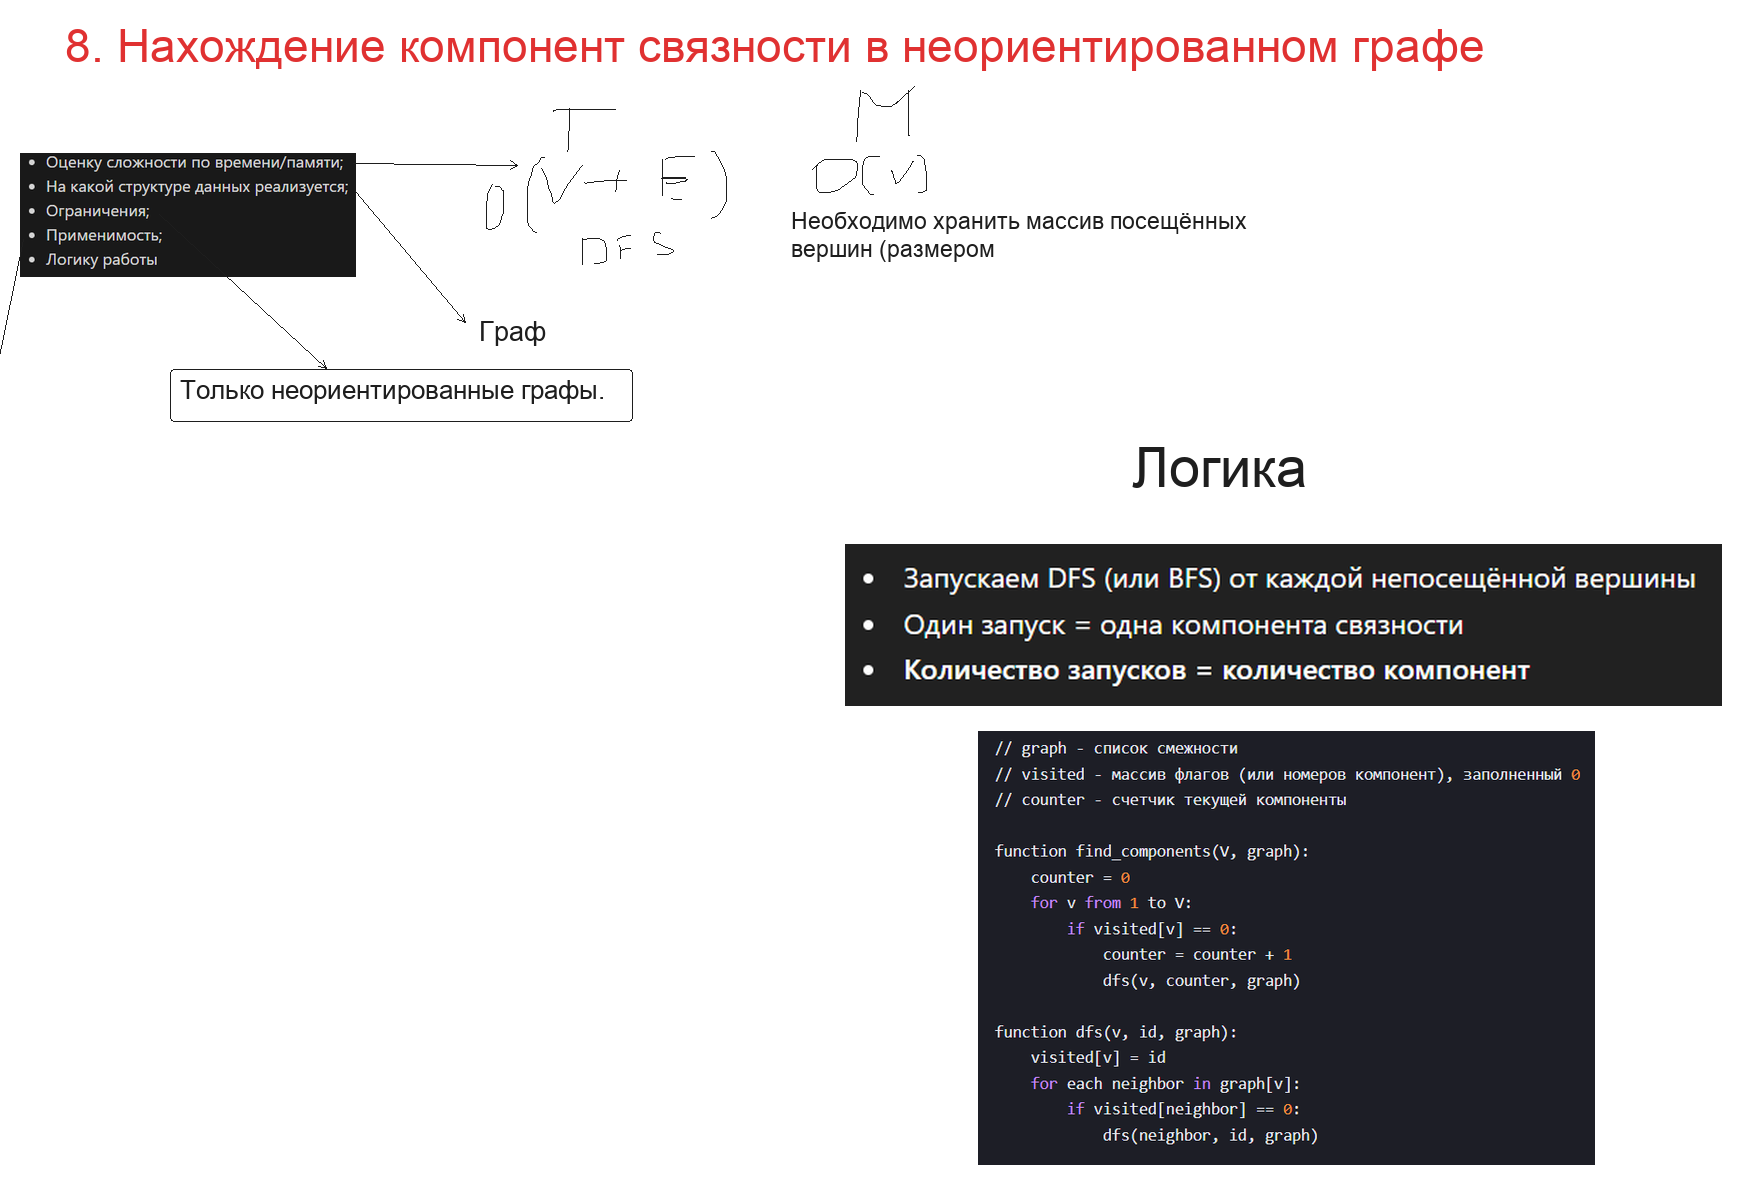 8. Нахождение компонент связности в неориентированном графе
• Оценку сложности по времени/памяти;
• На какой структуре данных реализуется;
• Ограничения;
• Применимость;
• Логику работы
T
O(V+E)
DFS
M
O(V)
Необходимо хранить массив посещённых
вершин (размером
Граф
Только неориентированные графы.
Логика
• Запускаем DFS (или BFS) от каждой непосещённой вершины
• Один запуск = одна компонента связности
• Количество запусков = количество компонент
// graph - список смежности
// visited - массив флагов (или номеров компонент), заполненный 0
// counter - счетчик текущей компоненты
function find_components(V, graph):
    counter = 0
    for v from 1 to V:
        if visited[v] == 0:
            counter = counter + 1
            dfs(v, counter, graph)
function dfs(v, id, graph):
    visited[v] = id
    for each neighbor in graph[v]:
        if visited[neighbor] == 0:
            dfs(neighbor, id, graph)